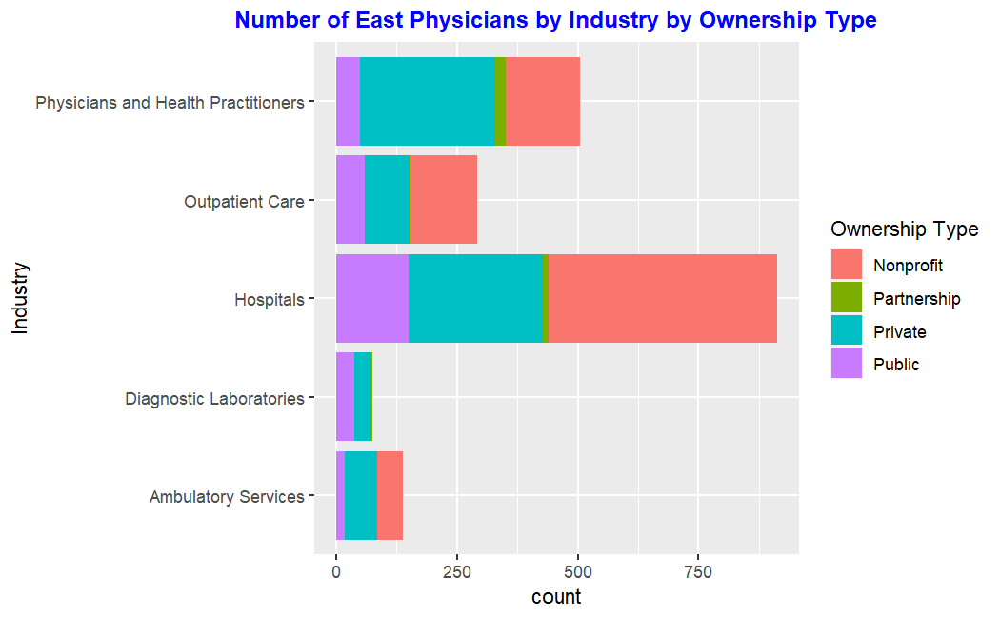 Number of East Physicians by Industry by Ownership Type
Physicians and Health Practitioners
Outpatient Care
Hospitals
Diagnostic Laboratories
Ambulatory Services
Industry
0 250 500 750
count
Ownership Type
Nonprofit
Partnership
Private
Public